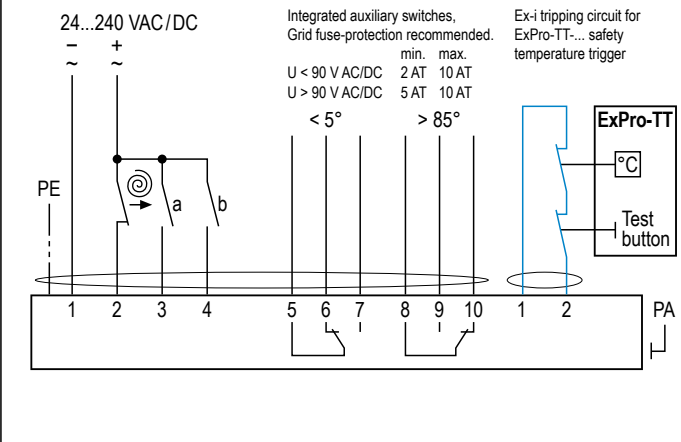 24...240 VAC/DC
– +
~ ~
Integrated auxiliary switches,
Grid fuse-protection recommended.
min. max.
U < 90 V AC/DC 2 AT 10 AT
U > 90 V AC/DC 5 AT 10 AT
< 5° > 85°
Ex-i tripping circuit for
ExPro-TT-... safety
temperature trigger
ExPro-TT
°C
Test
button
PE
a b
1 2 3 4 5 6 7 8 9 10 1 2
PA